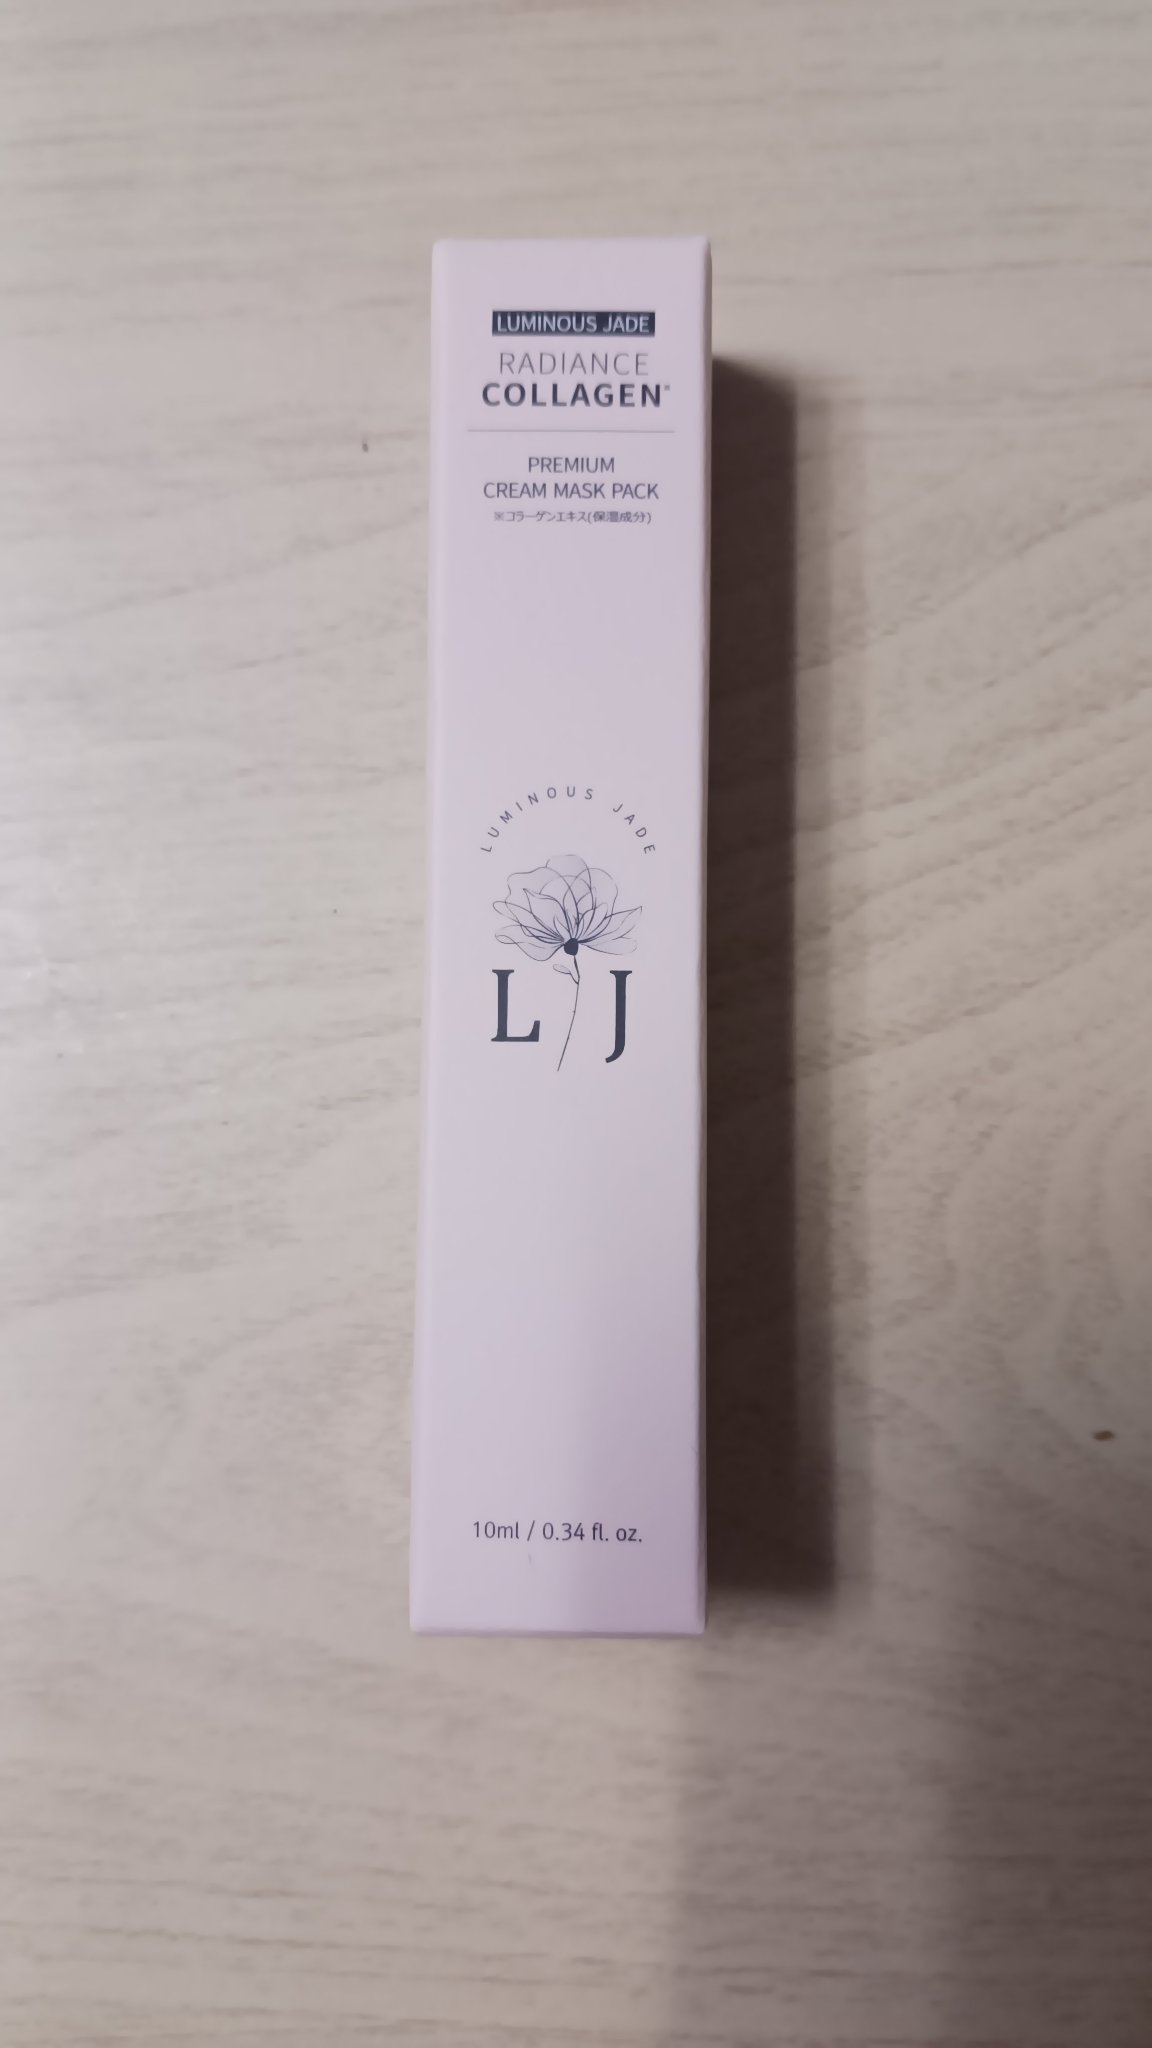 LUMINOUS JADE
RADIANCE
COLLAGEN※
PREMIUM
CREAM MASK PACK
※コラーゲンエキス(保湿成分)
LUMINOUS JADE
L J
10ml / 0.34 fl. oz.